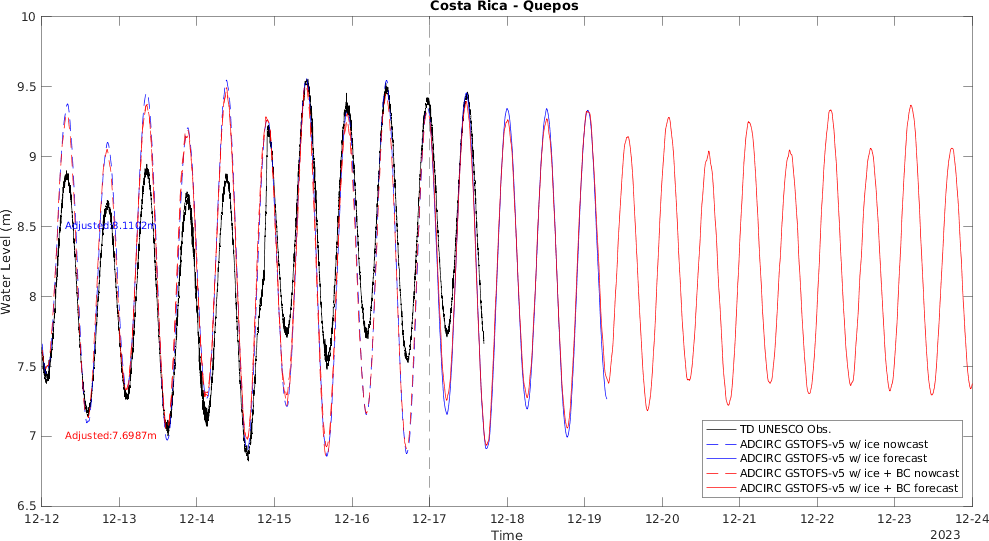 Costa Rica - Quepos
10
9.5
9
8.5
8
7.5
7
6.5
Water Level (m)
Adjusted:8.1102m
Adjusted:7.6987m
TD UNESCO Obs.
ADCIRC GSTOFS-v5 w/ ice nowcast
ADCIRC GSTOFS-v5 w/ ice forecast
ADCIRC GSTOFS-v5 w/ ice + BC nowcast
ADCIRC GSTOFS-v5 w/ ice + BC forecast
12-12 12-13 12-14 12-15 12-16 12-17 12-18 12-19 12-20 12-21 12-22 12-23 12-24
Time
2023